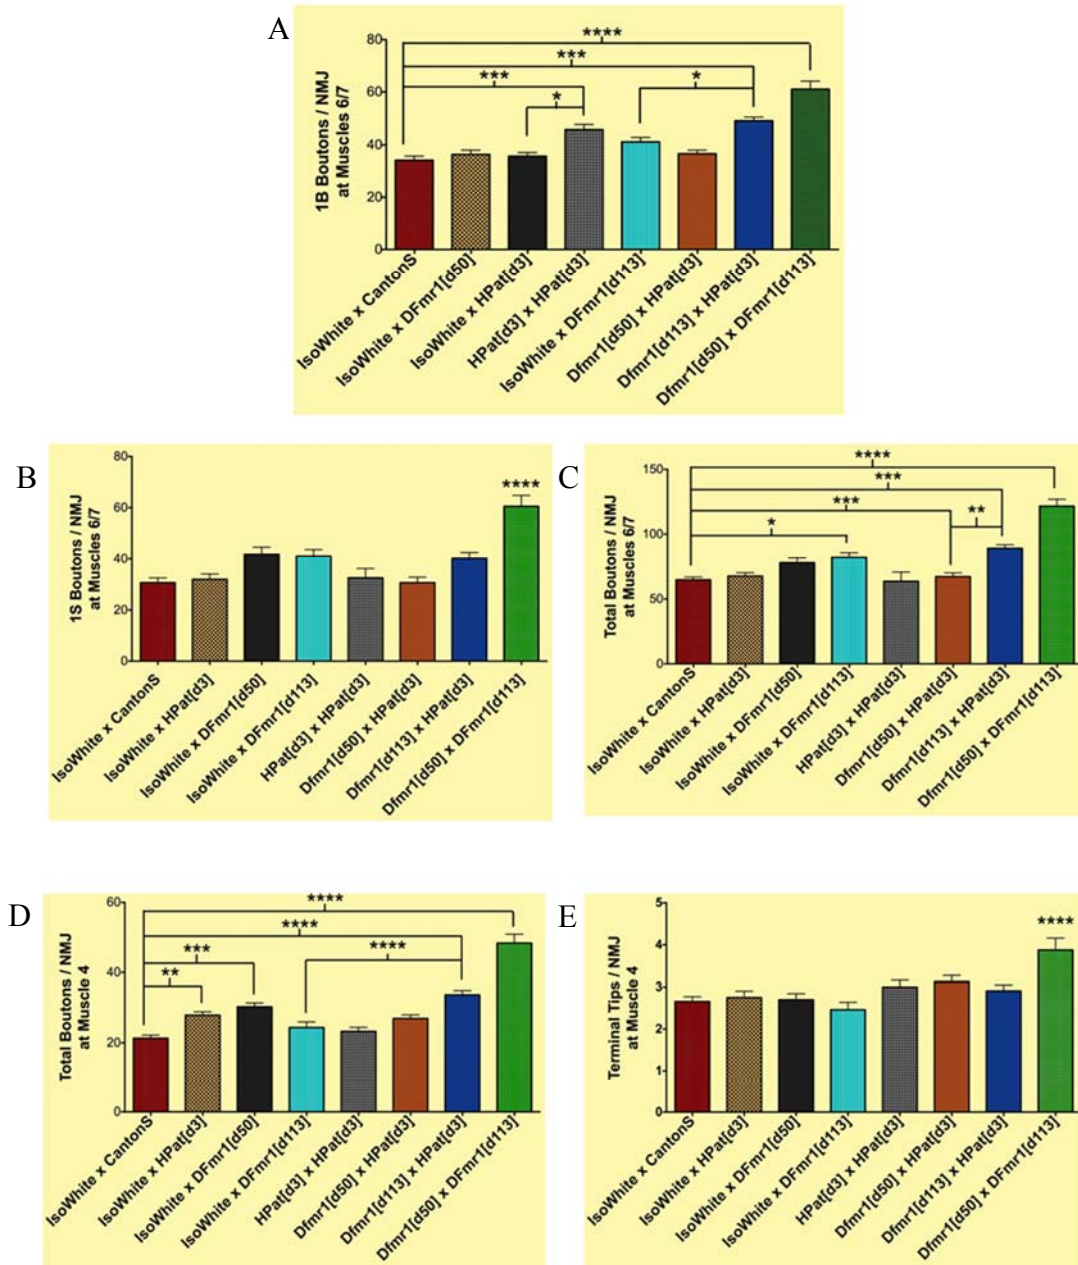 A
1B Boutons / NMJ
at Muscles 6/7
80
60
40
20
0
****
***
***
*
*
IsoWhite x CantonS
IsoWhite x DFmr1[d50]
IsoWhite x HPat[d3]
HPat[d3] x HPat[d3]
IsoWhite x DFmr1[d113]
Dfmr1[d50] x HPat[d3]
Dfmr1[d113] x HPat[d3]
Dfmr1[d50] x DFmr1[d113]
B
1S Boutons / NMJ
at Muscles 6/7
80
60
40
20
0
****
IsoWhite x CantonS
IsoWhite x HPat[d3]
IsoWhite x DFmr1[d50]
IsoWhite x DFmr1[d113]
HPat[d3] x HPat[d3]
Dfmr1[d50] x HPat[d3]
Dfmr1[d113] x HPat[d3]
Dfmr1[d50] x DFmr1[d113]
C
Total Boutons / NMJ
at Muscles 6/7
150
100
50
0
****
***
***
**
*
IsoWhite x CantonS
IsoWhite x HPat[d3]
IsoWhite x DFmr1[d50]
IsoWhite x DFmr1[d113]
HPat[d3] x HPat[d3]
Dfmr1[d50] x HPat[d3]
Dfmr1[d113] x HPat[d3]
Dfmr1[d50] x DFmr1[d113]
D
Total Boutons / NMJ
at Muscle 4
60
40
20
0
****
****
***
****
**
IsoWhite x CantonS
IsoWhite x HPat[d3]
IsoWhite x DFmr1[d50]
IsoWhite x DFmr1[d113]
HPat[d3] x HPat[d3]
Dfmr1[d50] x HPat[d3]
Dfmr1[d113] x HPat[d3]
Dfmr1[d50] x DFmr1[d113]
E
Terminal Tips / NMJ
at Muscle 4
5
4
3
2
1
0
****
IsoWhite x CantonS
IsoWhite x HPat[d3]
IsoWhite x DFmr1[d50]
IsoWhite x DFmr1[d113]
HPat[d3] x HPat[d3]
Dfmr1[d50] x HPat[d3]
Dfmr1[d113] x HPat[d3]
Dfmr1[d50] x DFmr1[d113]